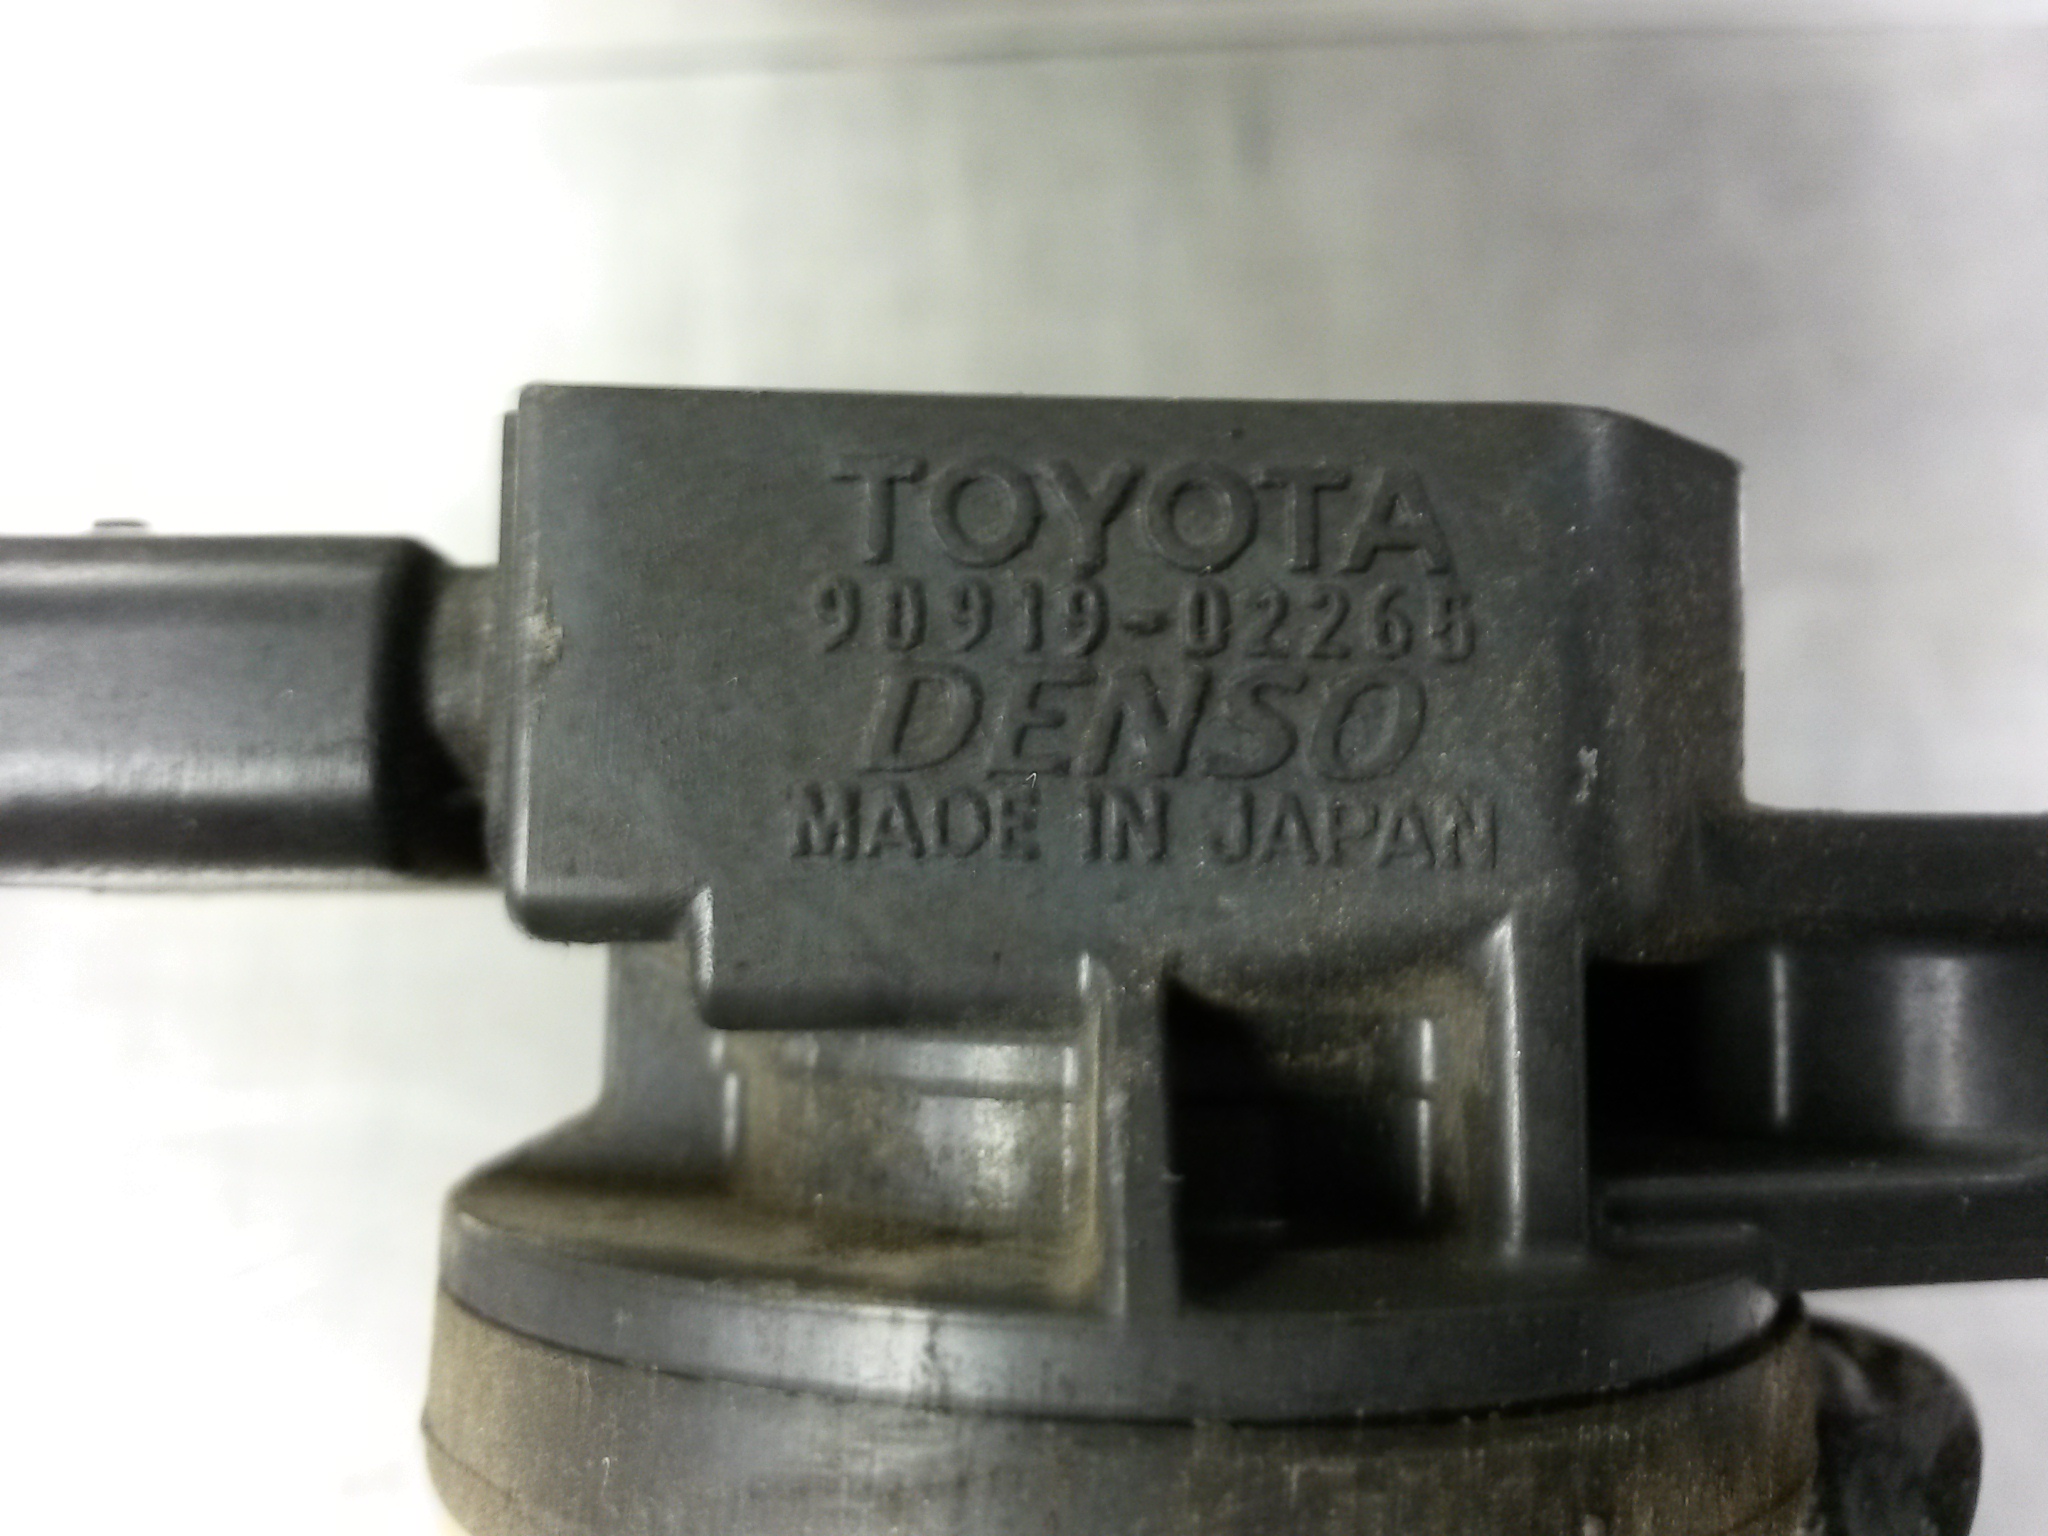 TOYOTA
90919-02265
DENSO
MADE IN JAPAN